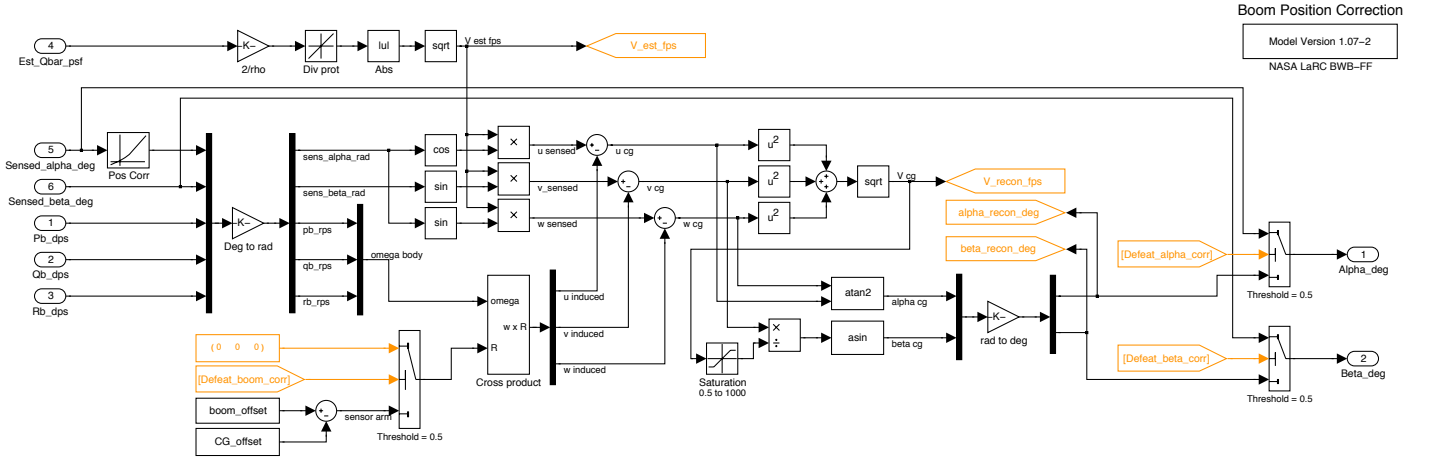 Boom Position Correction
Model Version 1.07−2
NASA LaRC BWB−FF
4
Est_Qbar_psf
−K−
2/rho
Div prot
lul
Abs
sqrt
V est fps
V_est_fps
5
Sensed_alpha_deg
Pos Corr
6
Sensed_beta_deg
1
Pb_dps
2
Qb_dps
3
Rb_dps
−K−
Deg to rad
sens_alpha_rad
sens_beta_rad
pb_rps
qb_rps
rb_rps
omega body
cos
sin
sin
×
u sensed
×
v_sensed
×
w sensed
+
−
u cg
+
−
v cg
+
−
w cg
u²
u²
u²
+
+
+
sqrt
V cg
V_recon_fps
alpha_recon_deg
beta_recon_deg
omega
w x R
R
Cross product
u induced
v induced
w induced
( 0 0 0 )
[Defeat_boom_corr]
boom_offset
CG_offset
+
−
sensor arm
Threshold = 0.5
Saturation
0.5 to 1000
×
÷
atan2
alpha cg
asin
beta cg
−K−
rad to deg
[Defeat_alpha_corr]
Threshold = 0.5
1
Alpha_deg
[Defeat_beta_corr]
Threshold = 0.5
2
Beta_deg